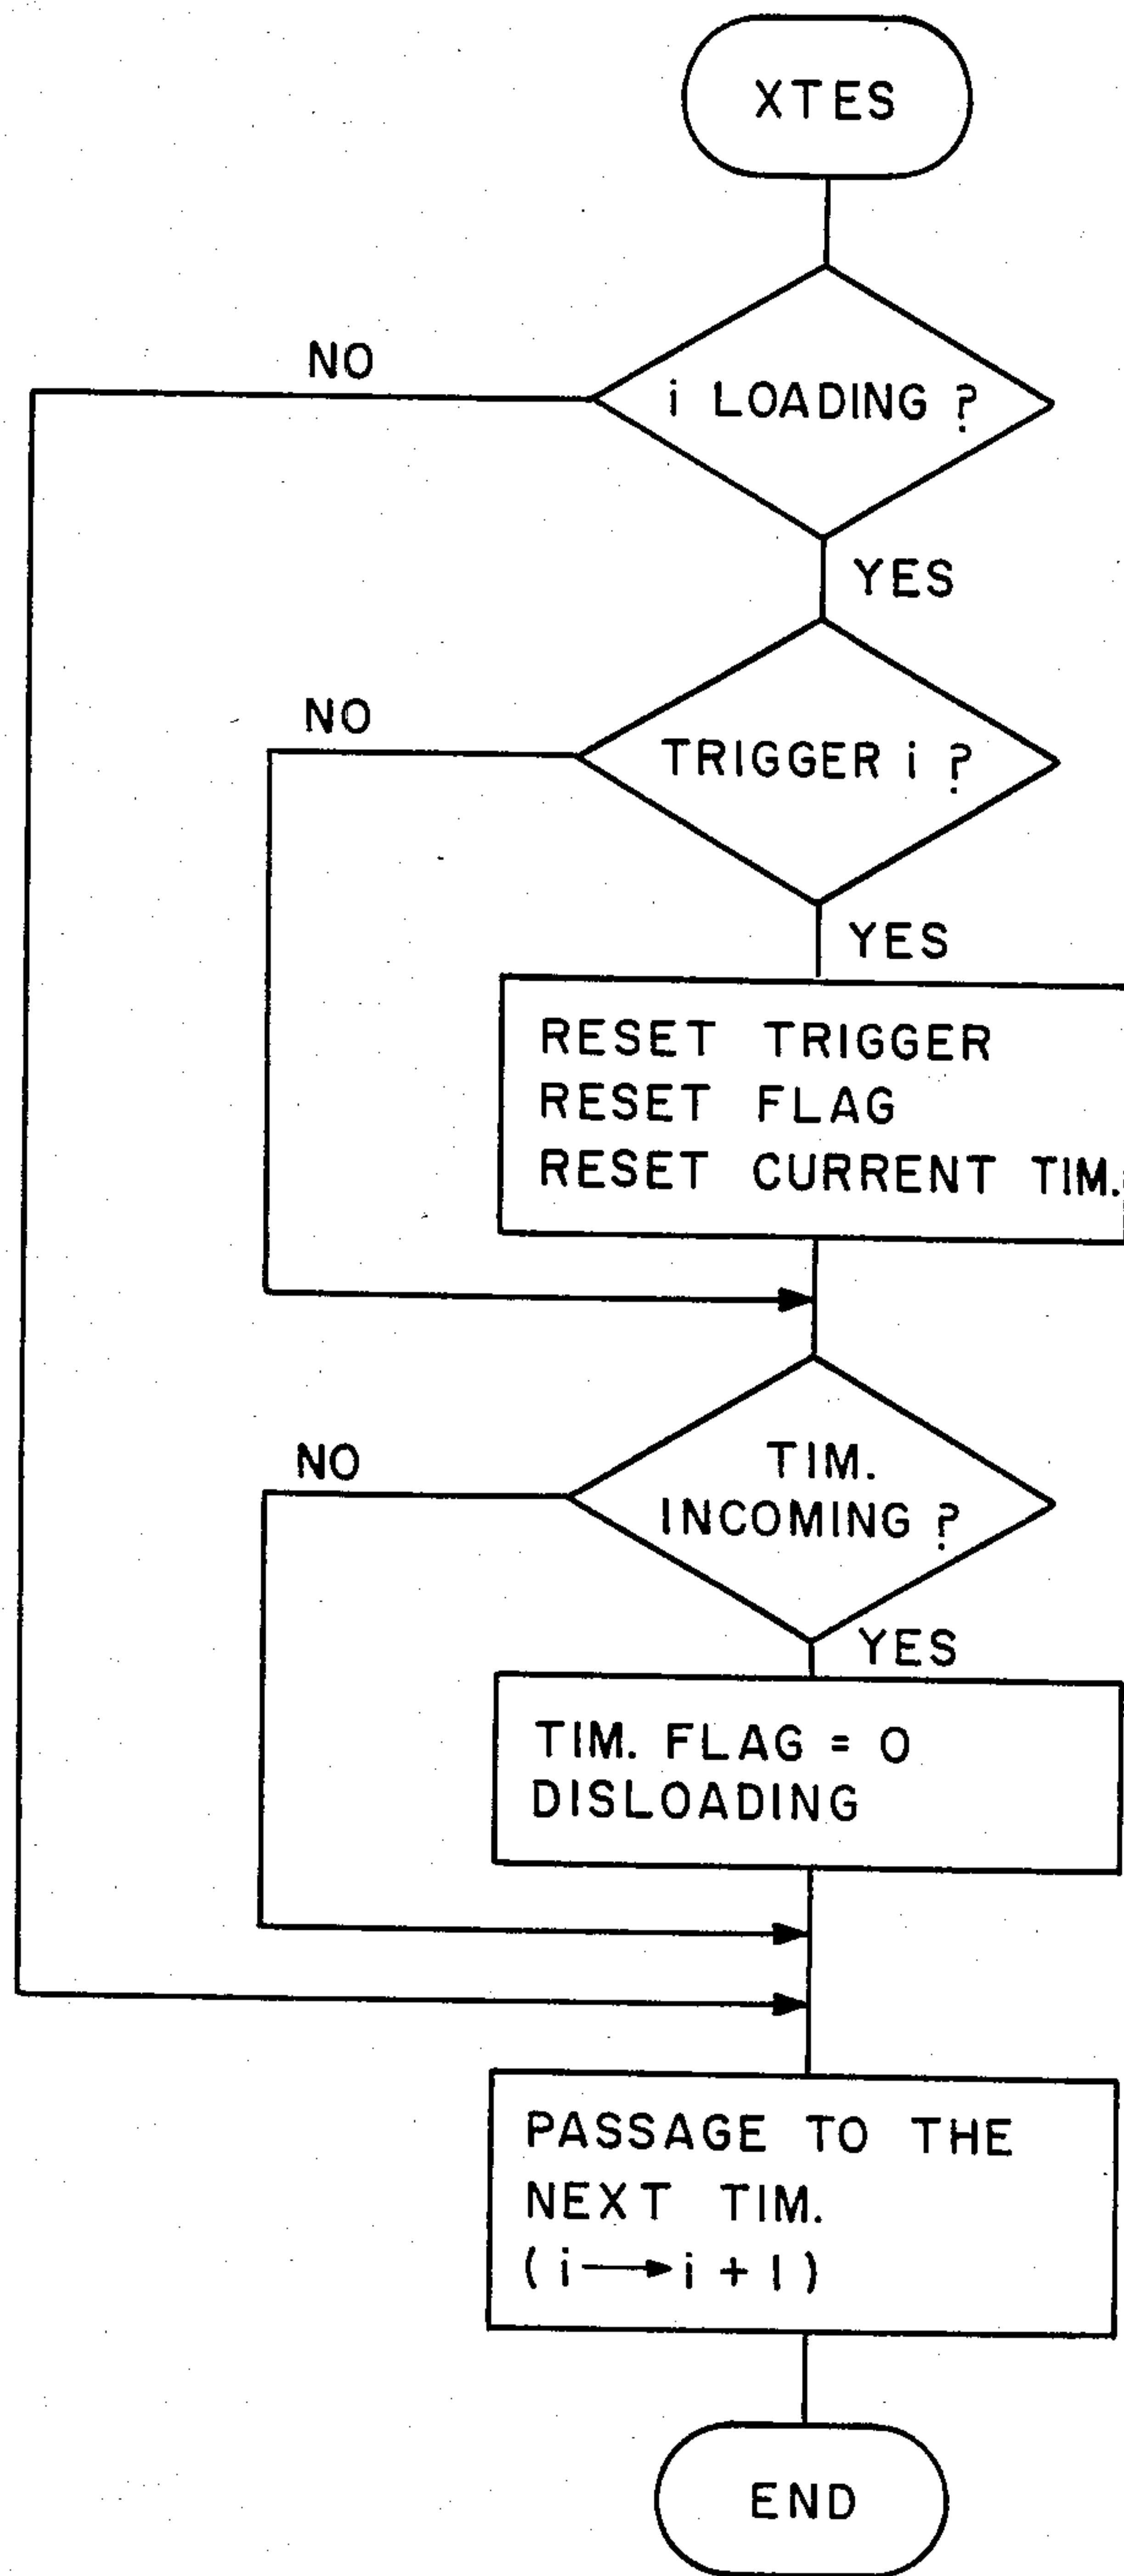 XTES
NO
i LOADING ?
YES
NO
TRIGGER i ?
YES
RESET TRIGGER
RESET FLAG
RESET CURRENT TIM.
NO
TIM.
INCOMING ?
YES
TIM. FLAG = 0
DISLOADING
PASSAGE TO THE
NEXT TIM.
( i → i + 1 )
END